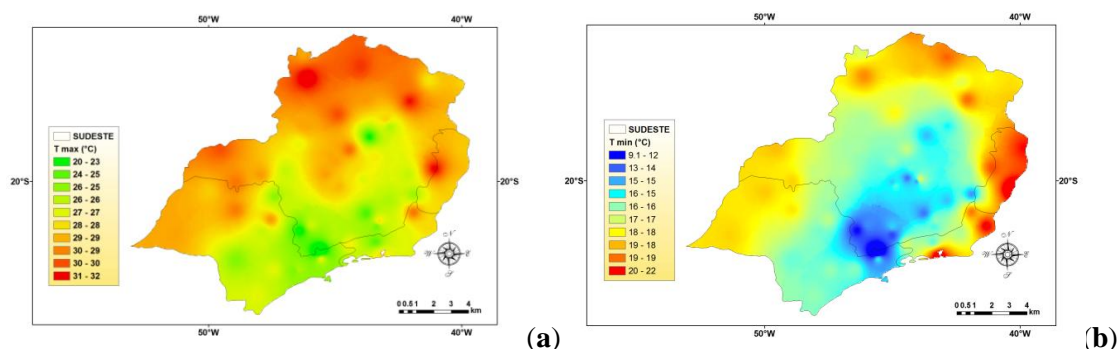 50°W
40°W
SUDESTE
T max (°C)
20 - 23
24 - 25
26 - 25
26 - 26
27 - 27
28 - 28
29 - 29
30 - 29
30 - 30
31 - 32
20°S
20°S
N
W
E
S
0 0.5 1 2 3 4
km
50°W
40°W
(a)
50°W
40°W
SUDESTE
T min (°C)
9.1 - 12
13 - 14
15 - 15
16 - 15
16 - 16
17 - 17
18 - 18
19 - 18
19 - 19
20 - 22
20°S
20°S
N
W
E
S
0 0.5 1 2 3 4
km
50°W
40°W
(b)